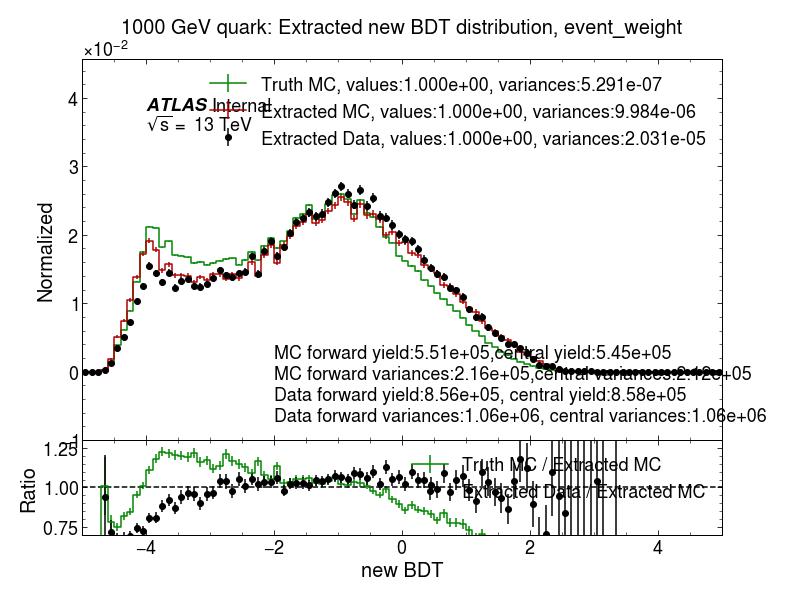 1000 GeV quark: Extracted new BDT distribution, event_weight
×10−2
Truth MC, values:1.000e+00, variances:5.291e-07
ATLAS Internal
Extracted MC, values:1.000e+00, variances:9.984e-06
√s = 13 TeV
Extracted Data, values:1.000e+00, variances:2.031e-05
4
3
2
1
0
Normalized
MC forward yield:5.51e+05,central yield:5.45e+05
MC forward variances:2.16e+05,central variances:2.12e+05
Data forward yield:8.56e+05, central yield:8.58e+05
Data forward variances:1.06e+06, central variances:1.06e+06
1.25
1.00
0.75
Ratio
Truth MC / Extracted MC
Extracted Data / Extracted MC
−4 −2 0 2 4
new BDT